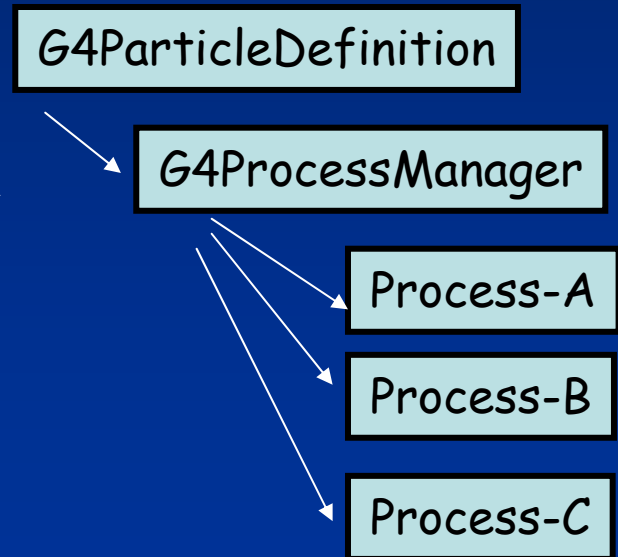 G4ParticleDefinition
G4ProcessManager
Process-A
Process-B
Process-C